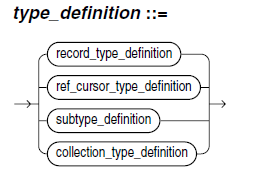 type_definition ::=
record_type_definition
ref_cursor_type_definition
subtype_definition
collection_type_definition